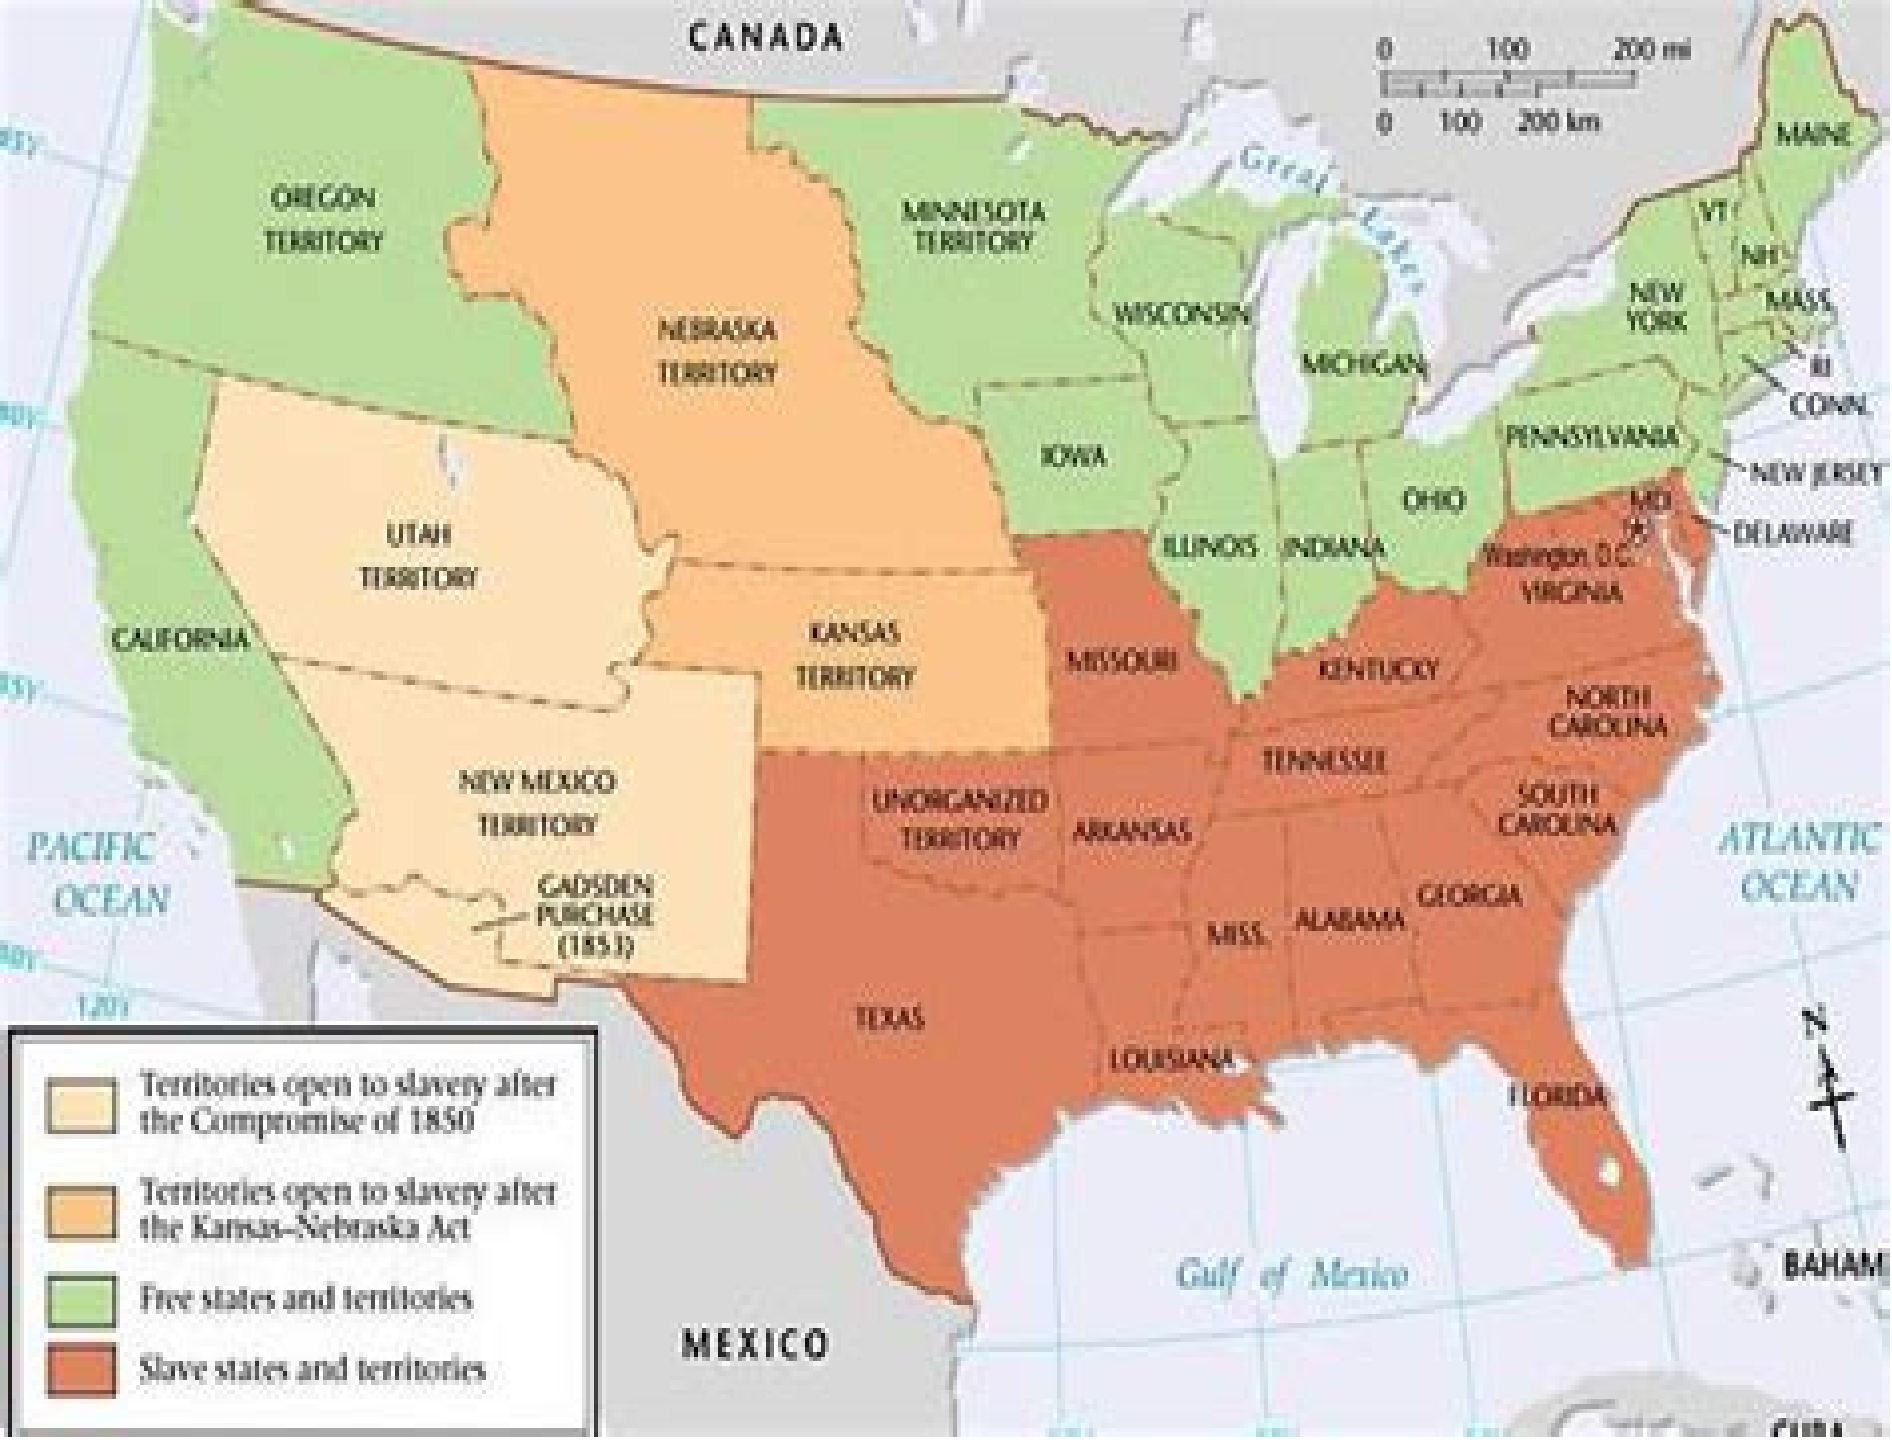 CANADA
0 100 200 mi
0 100 200 km
MAINE
OREGON
TERRITORY
MINNESOTA
TERRITORY
Great
Lakes
VT
NH
NEW
YORK
MASS.
RI
CONN.
WISCONSIN
MICHIGAN
NEBRASKA
TERRITORY
IOWA
PENNSYLVANIA
NEW JERSEY
OHIO
MD
DELAWARE
ILLINOIS
INDIANA
Washington, D.C.
VIRGINIA
UTAH
TERRITORY
CALIFORNIA
KANSAS
TERRITORY
MISSOURI
KENTUCKY
NORTH
CAROLINA
TENNESSEE
NEW MEXICO
TERRITORY
UNORGANIZED
TERRITORY
ARKANSAS
SOUTH
CAROLINA
PACIFIC
OCEAN
ATLANTIC
OCEAN
GADSDEN
PURCHASE
(1853)
MISS.
ALABAMA
GEORGIA
TEXAS
LOUISIANA
FLORIDA
N
Gulf of Mexico
BAHAM
MEXICO
CUBA
Territories open to slavery after
the Compromise of 1850
Territories open to slavery after
the Kansas–Nebraska Act
Free states and territories
Slave states and territories